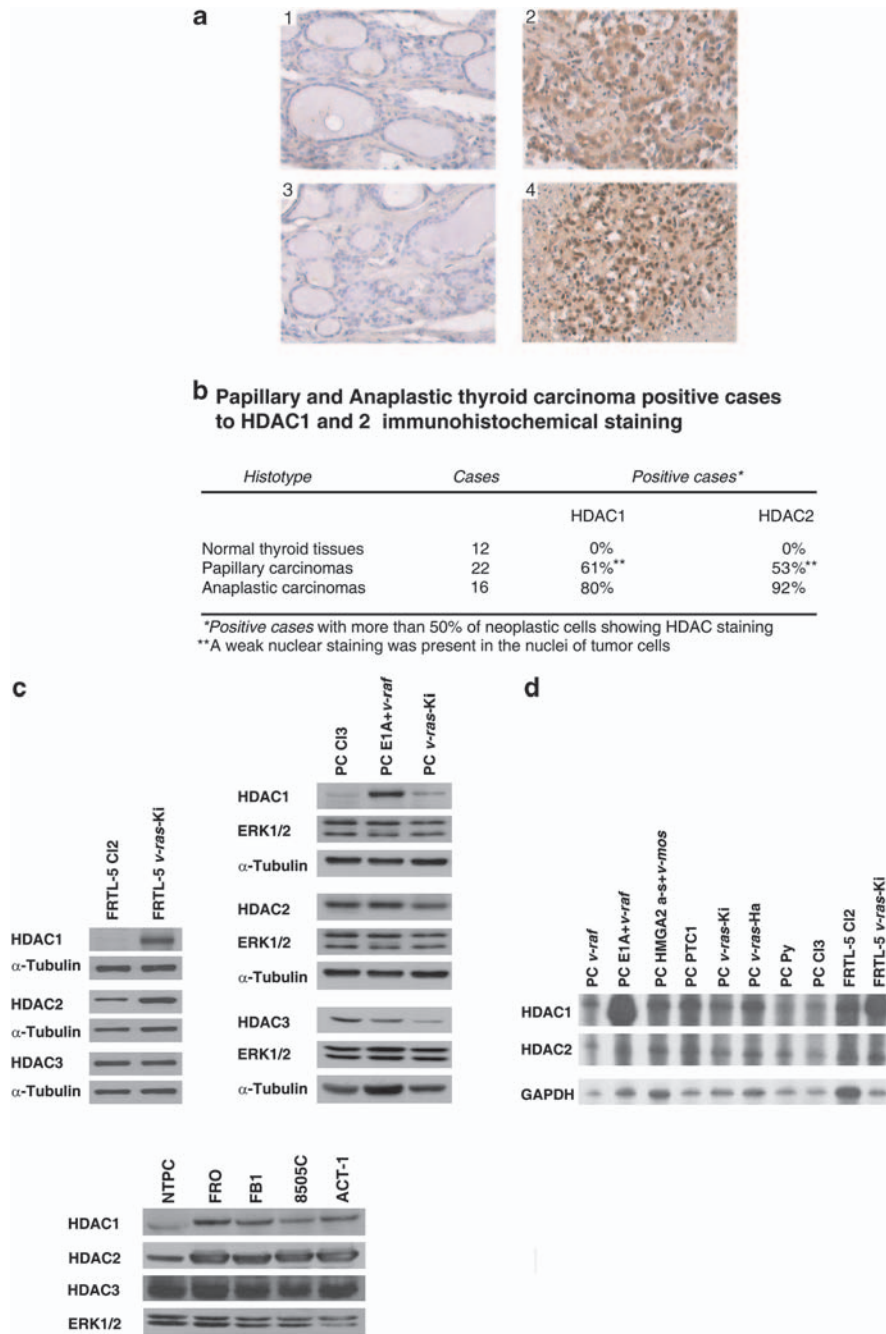 a
1
2
3
4
b Papillary and Anaplastic thyroid carcinoma positive cases
to HDAC1 and 2 immunohistochemical staining
Histotype Cases Positive cases*
HDAC1 HDAC2
Normal thyroid tissues 12 0% 0%
Papillary carcinomas 22 61%** 53%**
Anaplastic carcinomas 16 80% 92%
*Positive cases with more than 50% of neoplastic cells showing HDAC staining
**A weak nuclear staining was present in the nuclei of tumor cells
c
FRTL-5 Cl2
FRTL-5 v-ras-Ki
HDAC1
α-Tubulin
HDAC2
α-Tubulin
HDAC3
α-Tubulin
PC Cl3
PC E1A+v-raf
PC v-ras-Ki
HDAC1
ERK1/2
α-Tubulin
HDAC2
ERK1/2
α-Tubulin
HDAC3
ERK1/2
α-Tubulin
d
PC v-raf
PC E1A+v-raf
PC HMGA2 a-s+v-mos
PC PTC1
PC v-ras-Ki
PC v-ras-Ha
PC Py
PC Cl3
FRTL-5 Cl2
FRTL-5 v-ras-Ki
HDAC1
HDAC2
GAPDH
NTPC
FRO
FB1
8505C
ACT-1
HDAC1
HDAC2
HDAC3
ERK1/2